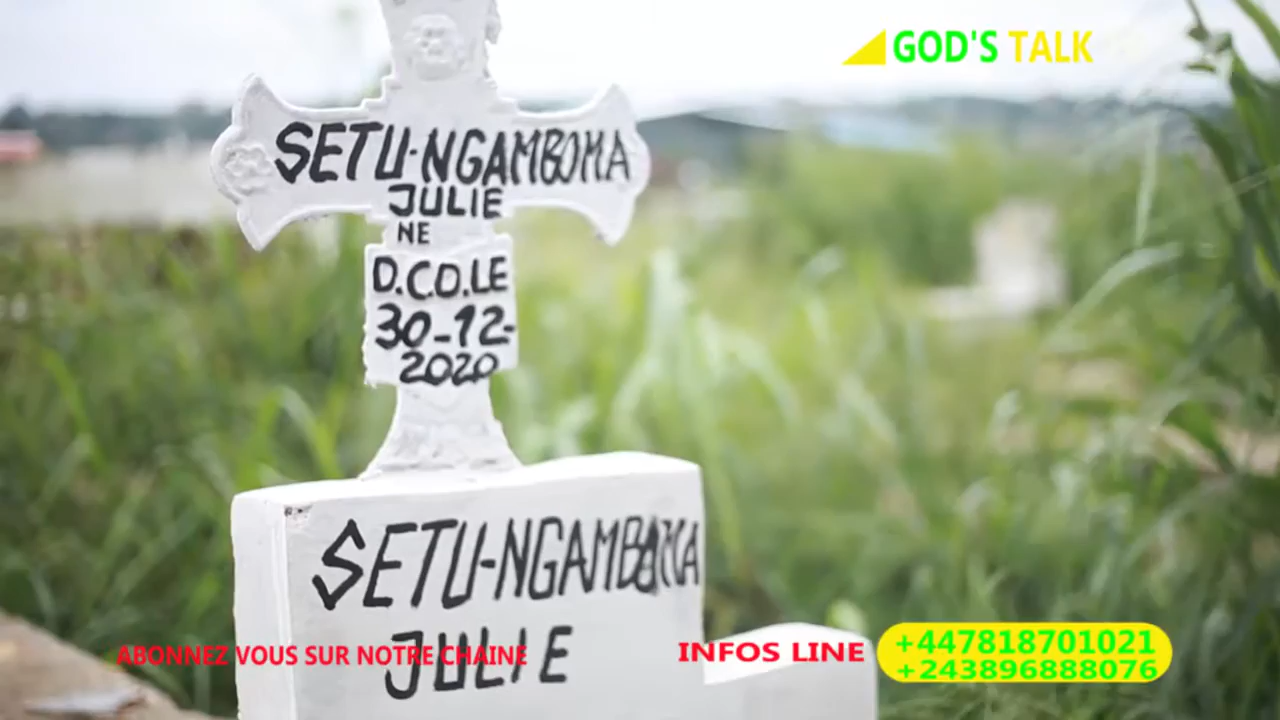 GOD'S TALK
SETU-NGAMBOMA
JULIE
NE
D.C.D.LE
30-12-
2020
SETU-NGAMBOMA
JULIE
ABONNEZ VOUS SUR NOTRE CHAINE
INFOS LINE
+447818701021
+243896888076